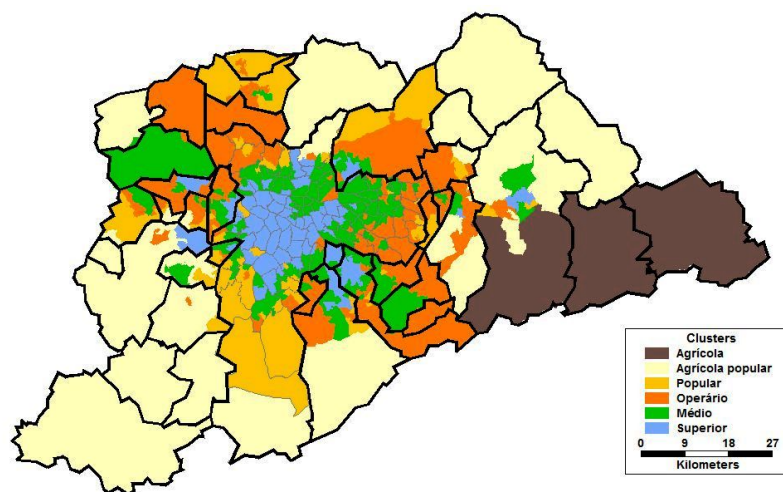 Clusters
Agrícola
Agrícola popular
Popular
Operário
Médio
Superior
0 9 18 27
Kilometers